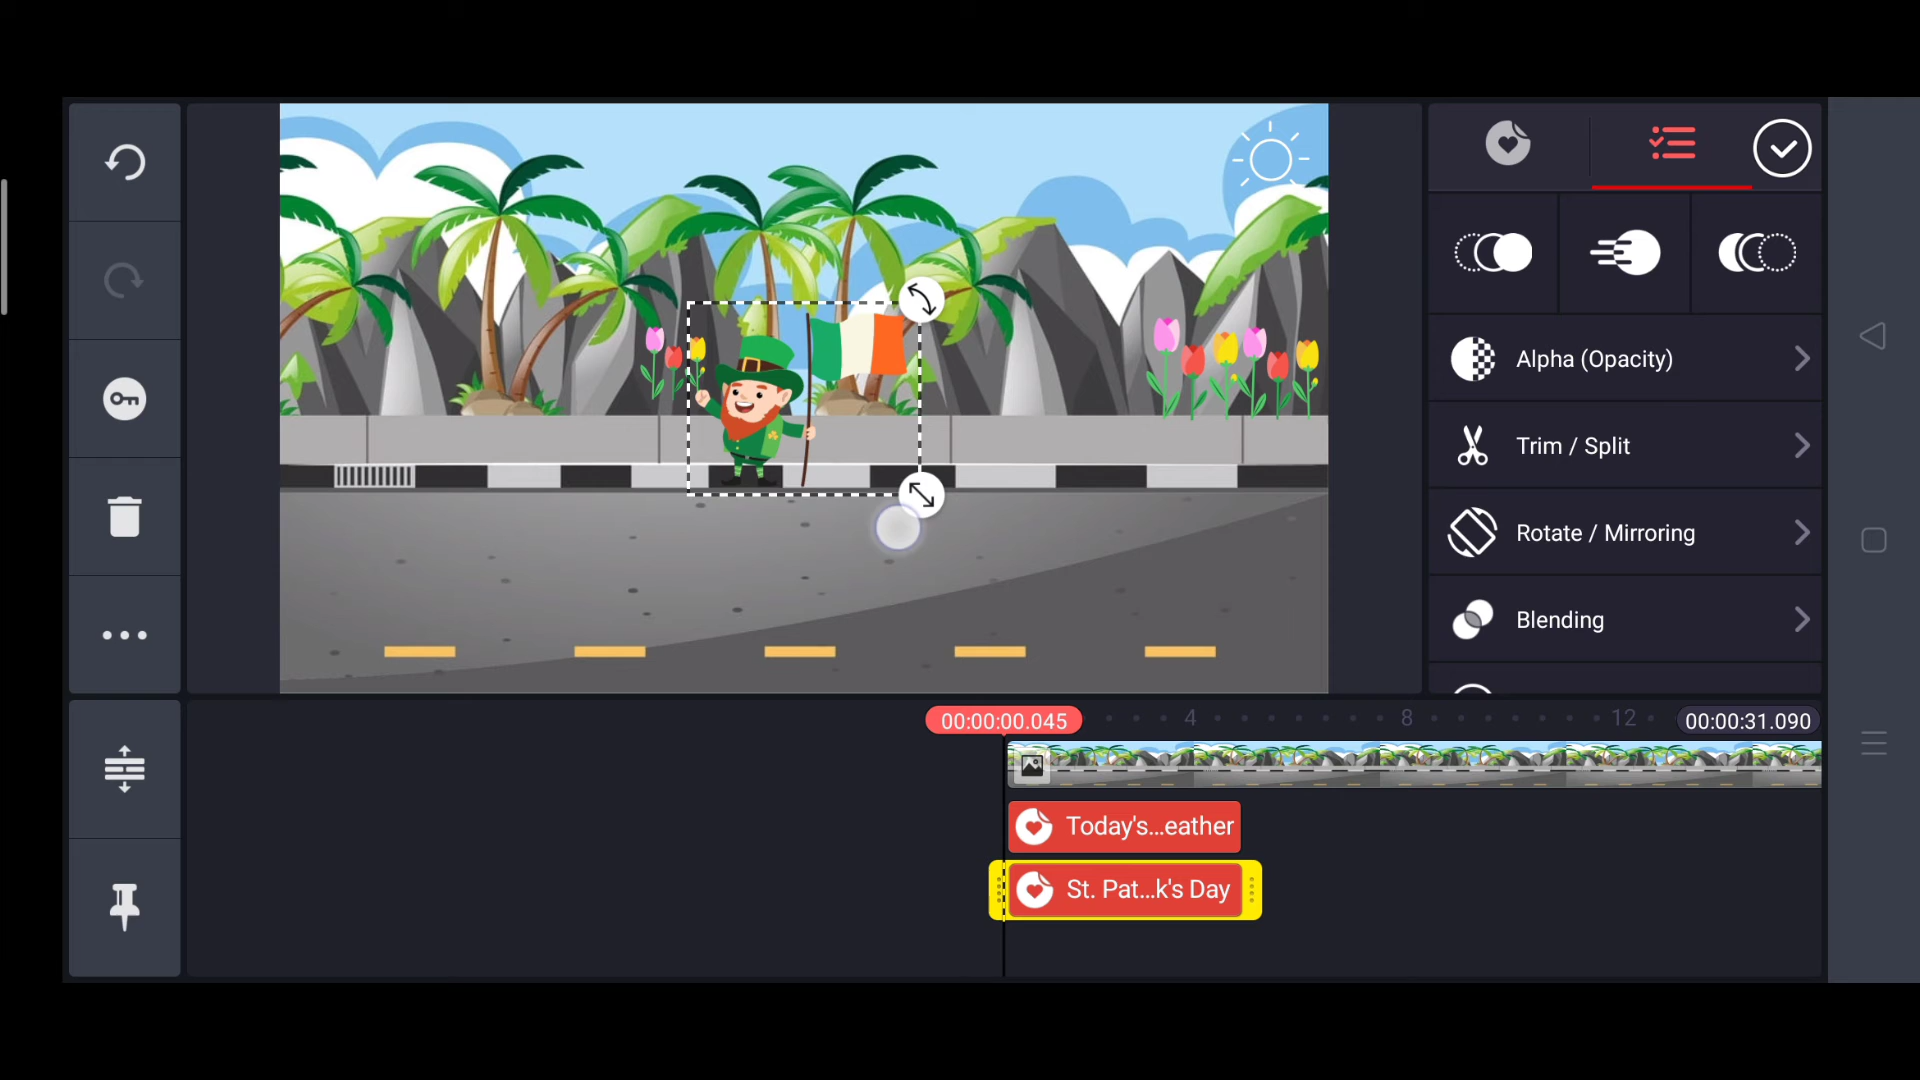 Alpha (Opacity)
Trim / Split
Rotate / Mirroring
Blending
00:00:00.045
4
8
12
00:00:31.090
Today's...eather
St. Pat...k's Day